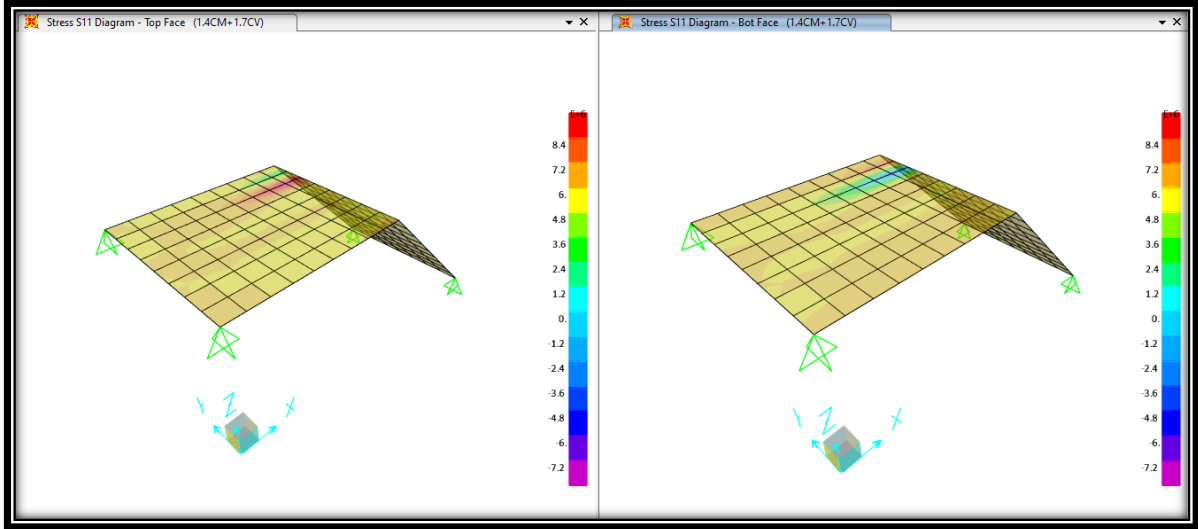 Stress S11 Diagram - Top Face (1.4CM+1.7CV)
E+6
8.4
7.2
6.
4.8
3.6
2.4
1.2
0.
-1.2
-2.4
-3.6
-4.8
-6.
-7.2
Y
Z
X
Stress S11 Diagram - Bot Face (1.4CM+1.7CV)
E+6
8.4
7.2
6.
4.8
3.6
2.4
1.2
0.
-1.2
-2.4
-3.6
-4.8
-6.
-7.2
Y
Z
X